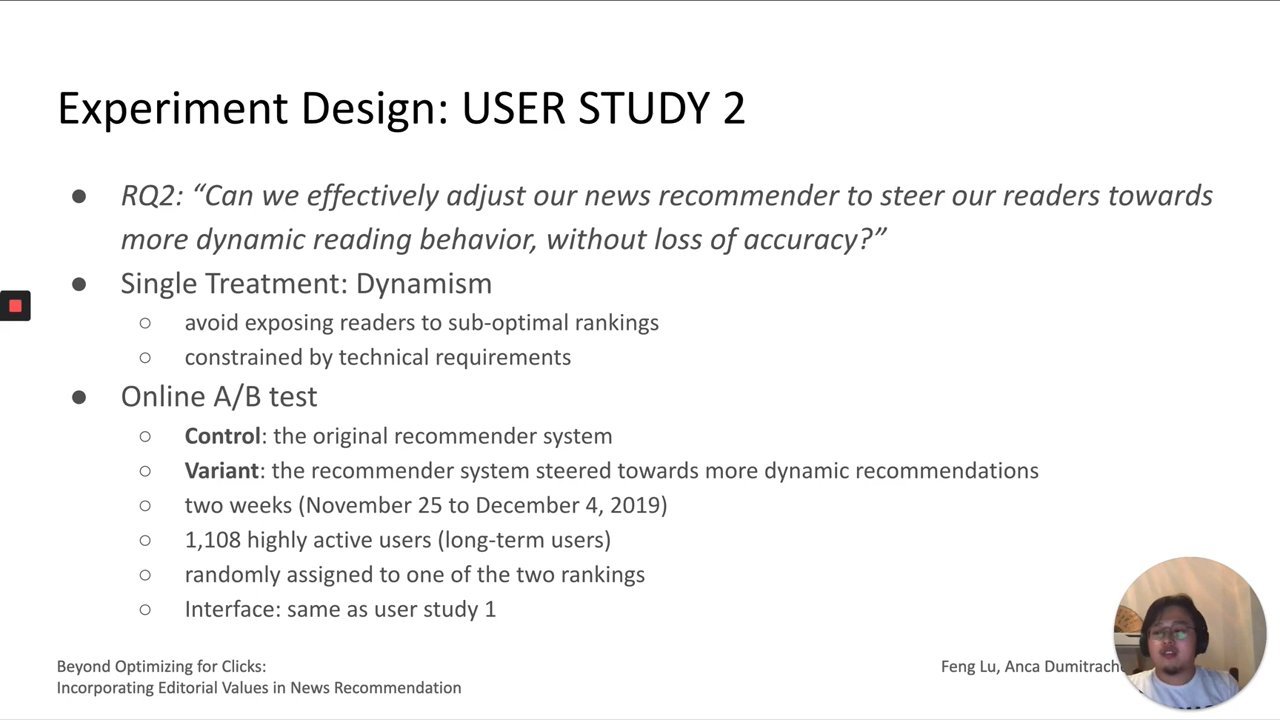 Experiment Design: USER STUDY 2
● RQ2: “Can we effectively adjust our news recommender to steer our readers towards
more dynamic reading behavior, without loss of accuracy?”
● Single Treatment: Dynamism
○ avoid exposing readers to sub-optimal rankings
○ constrained by technical requirements
● Online A/B test
○ Control: the original recommender system
○ Variant: the recommender system steered towards more dynamic recommendations
○ two weeks (November 25 to December 4, 2019)
○ 1,108 highly active users (long-term users)
○ randomly assigned to one of the two rankings
○ Interface: same as user study 1
Beyond Optimizing for Clicks:
Incorporating Editorial Values in News Recommendation
Feng Lu, Anca